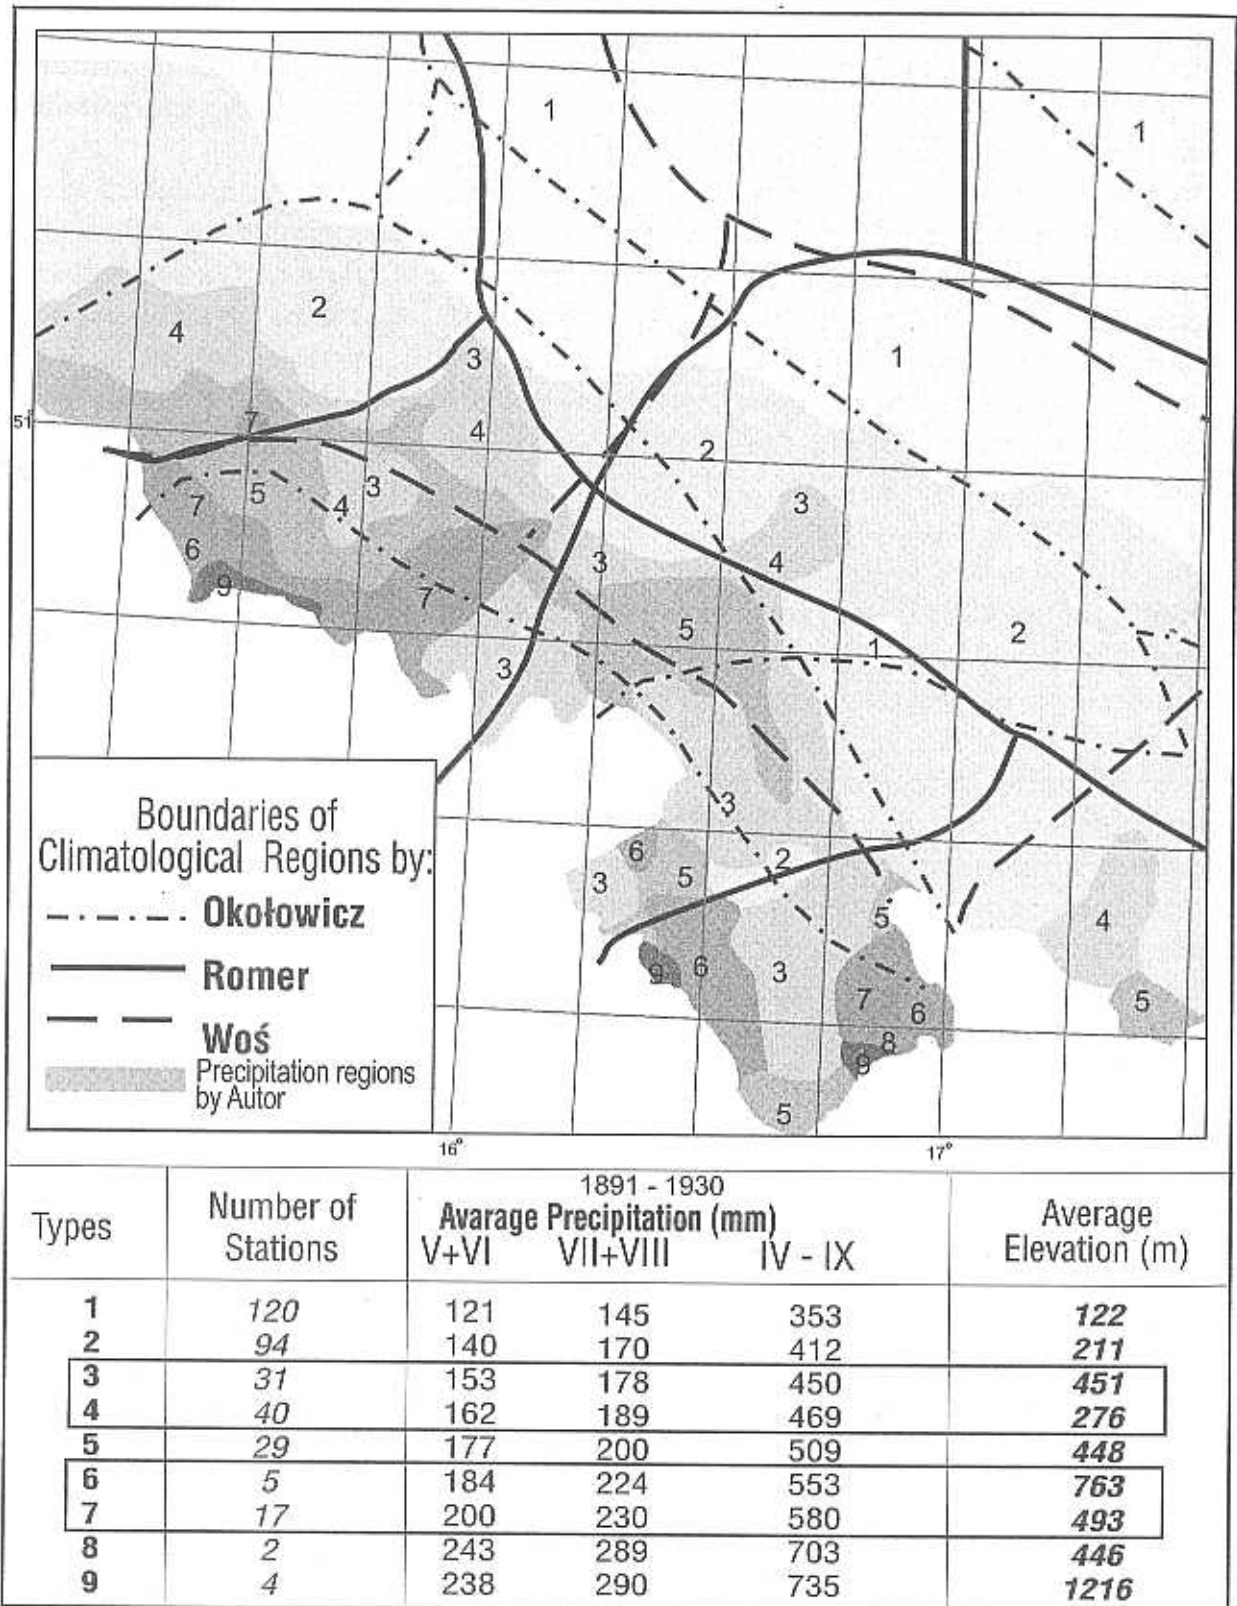 1
1
2
4
1
3
51°
7
4
2
5
3
3
7
4
4
6
3
9
7
5
2
1
3
3
2
6
5
3
5
4
9
6
3
7
5
6
8
9
5
16°
17°
Boundaries of
Climatological Regions by:
Okołowicz
Romer
Woś
Precipitation regions
by Autor
1891 - 1930
Types Number of Stations Avarage Precipitation (mm) Average Elevation (m)
V+VI VII+VIII IV - IX
1 120 121 145 353 122
2 94 140 170 412 211
3 31 153 178 450 451
4 40 162 189 469 276
5 29 177 200 509 448
6 5 184 224 553 763
7 17 200 230 580 493
8 2 243 289 703 446
9 4 238 290 735 1216